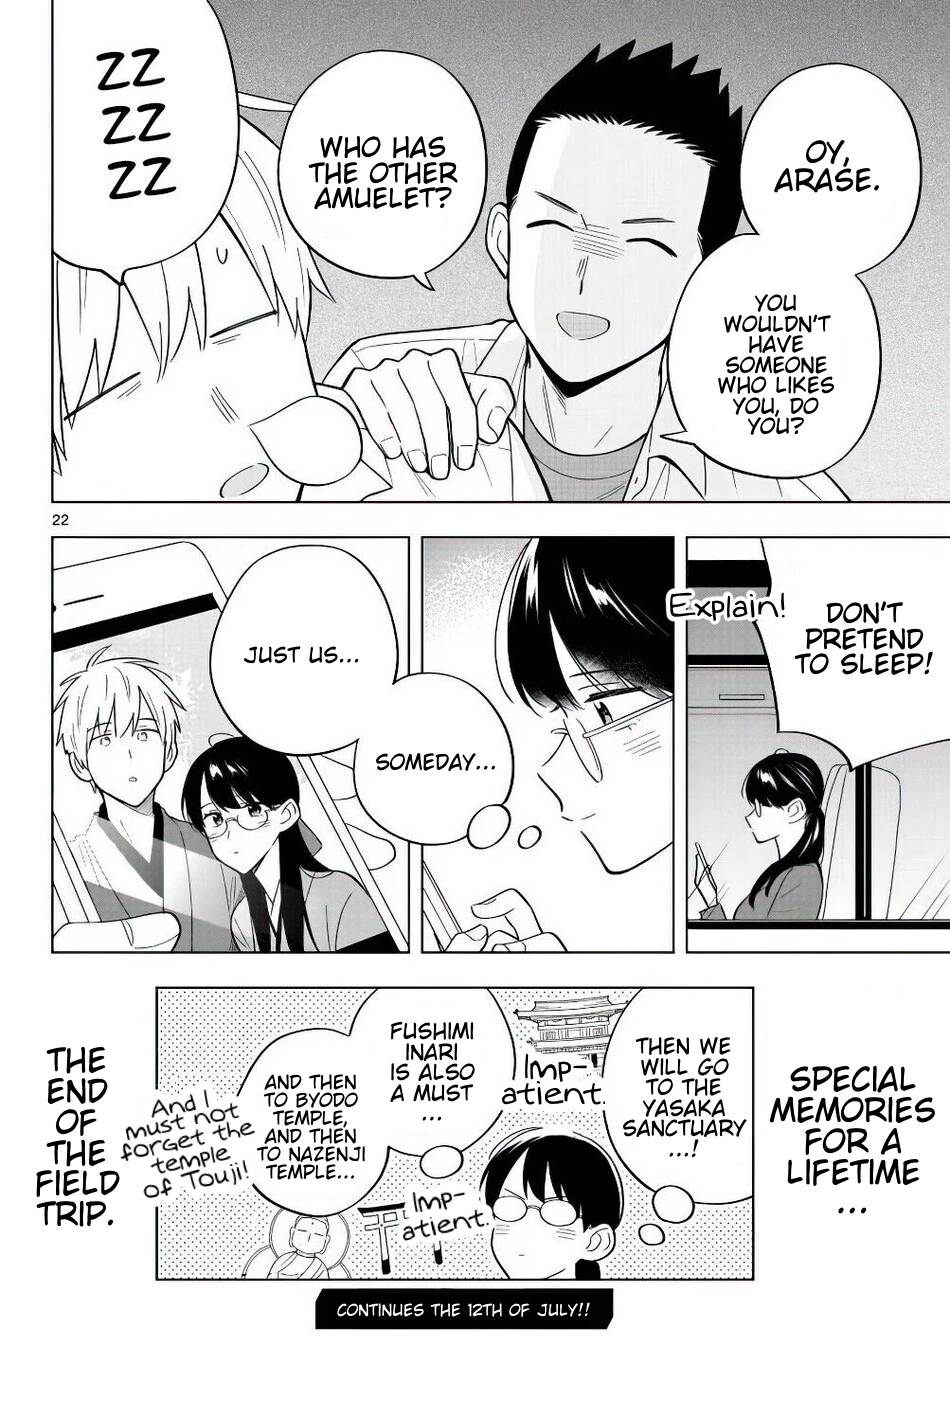 OY,
ARASE.
YOU
WOULDN'T
HAVE
SOMEONE
WHO LIKES
YOU, DO
YOU?
WHO HAS
THE OTHER
AMUELET?
ZZ
ZZ
ZZ
22
DON'T
PRETEND
TO SLEEP!
Explain!
SOMEDAY...
JUST US...
SPECIAL
MEMORIES
FOR A
LIFETIME
...
THEN WE
WILL GO
TO THE
YASAKA
SANCTUARY
...!
Imp-
atient.
FUSHIMI
INARI
IS ALSO
A MUST
...
Imp-
atient.
AND THEN
TO BYODO
TEMPLE,
AND THEN
TO NAZENJI
TEMPLE...
And I
must not
forget the
temple
of Touji!
THE
END
OF
THE
FIELD
TRIP.
CONTINUES THE 12TH OF JULY!!